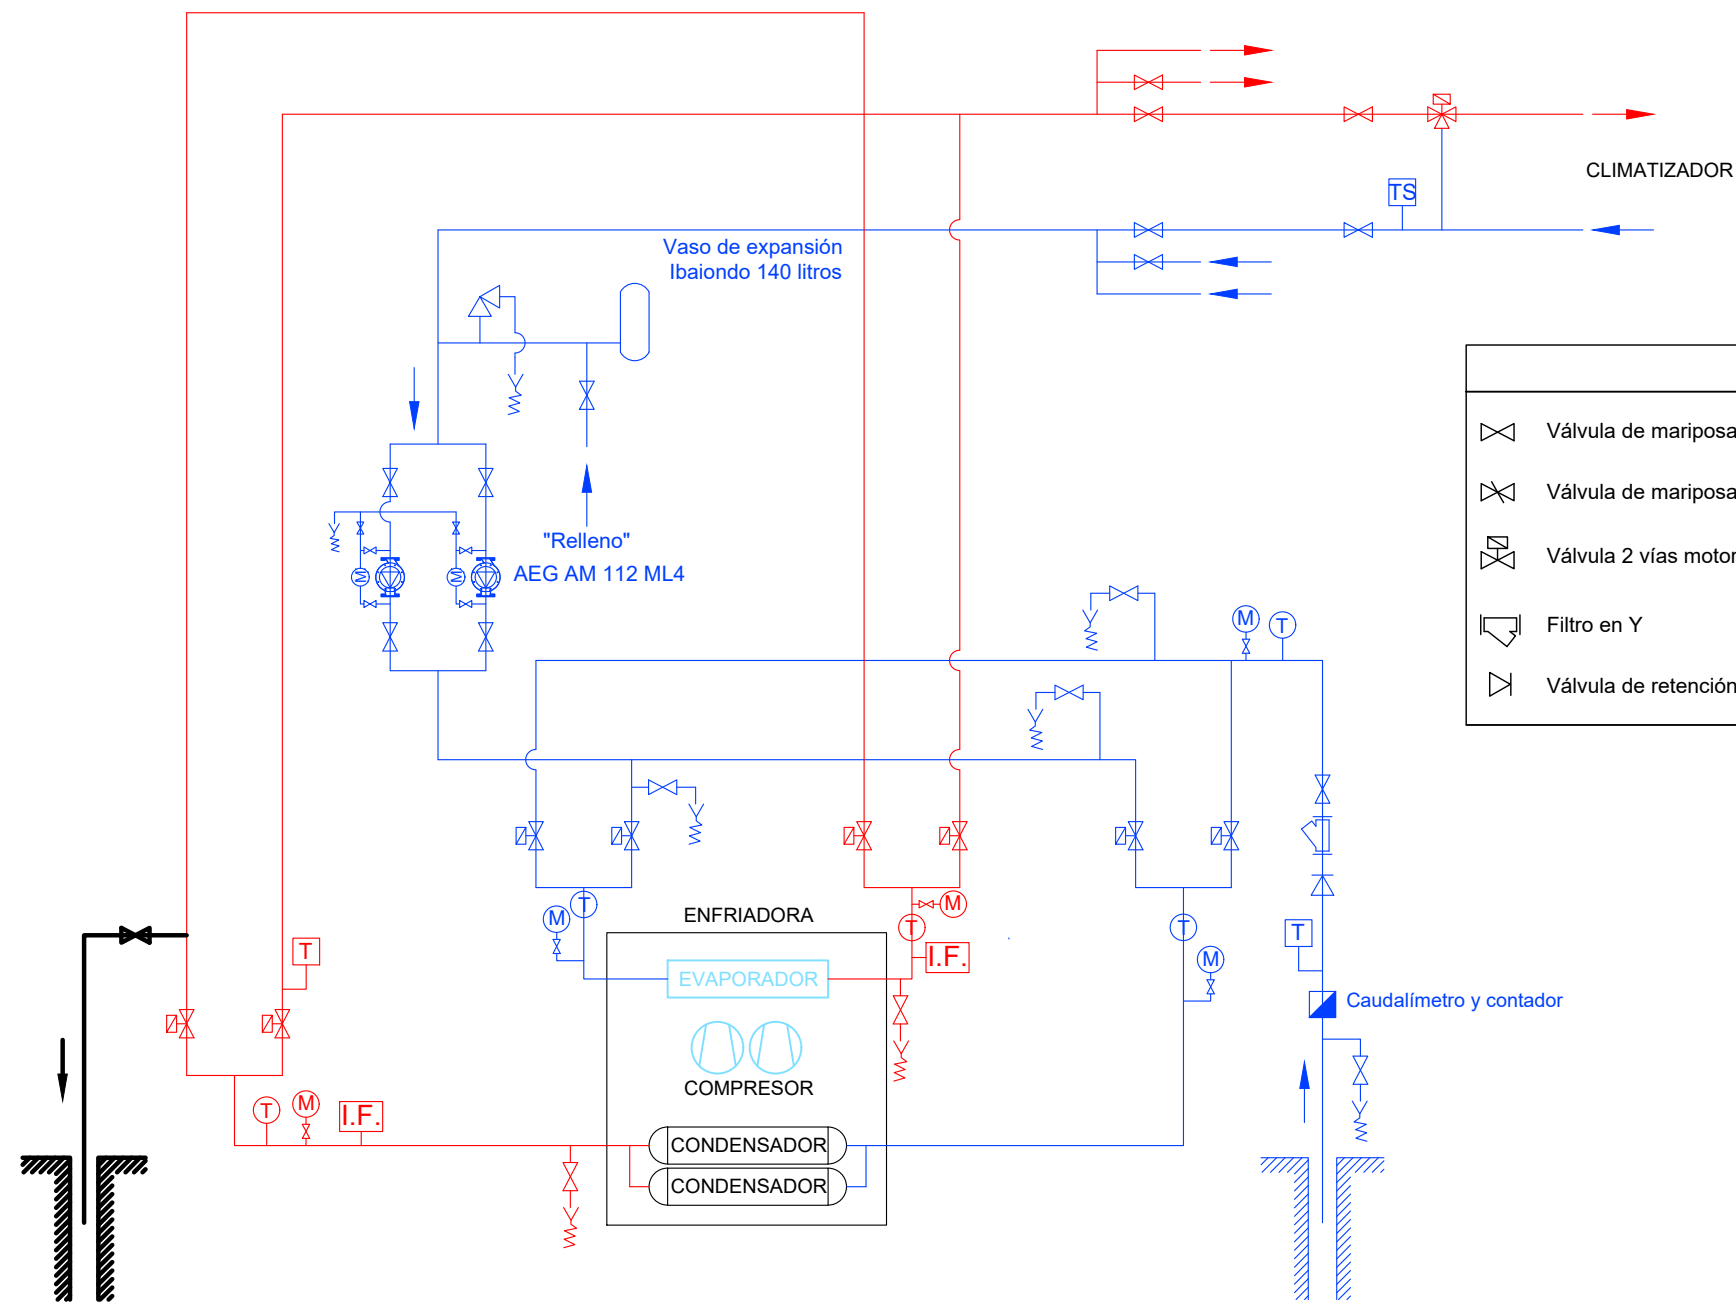 CLIMATIZADOR
TS
Vaso de expansión
Ibaiondo 140 litros
Válvula de mariposa
Válvula de mariposa
"Relleno"
Válvula 2 vías motor
M
M
AEG AM 112 ML4
M
T
Filtro en Y
Válvula de retención
T
M
ENFRIADORA
M
T
T
T
T
I.F.
M
EVAPORADOR
Caudalímetro y contador
COMPRESOR
T
M
I.F.
CONDENSADOR
CONDENSADOR